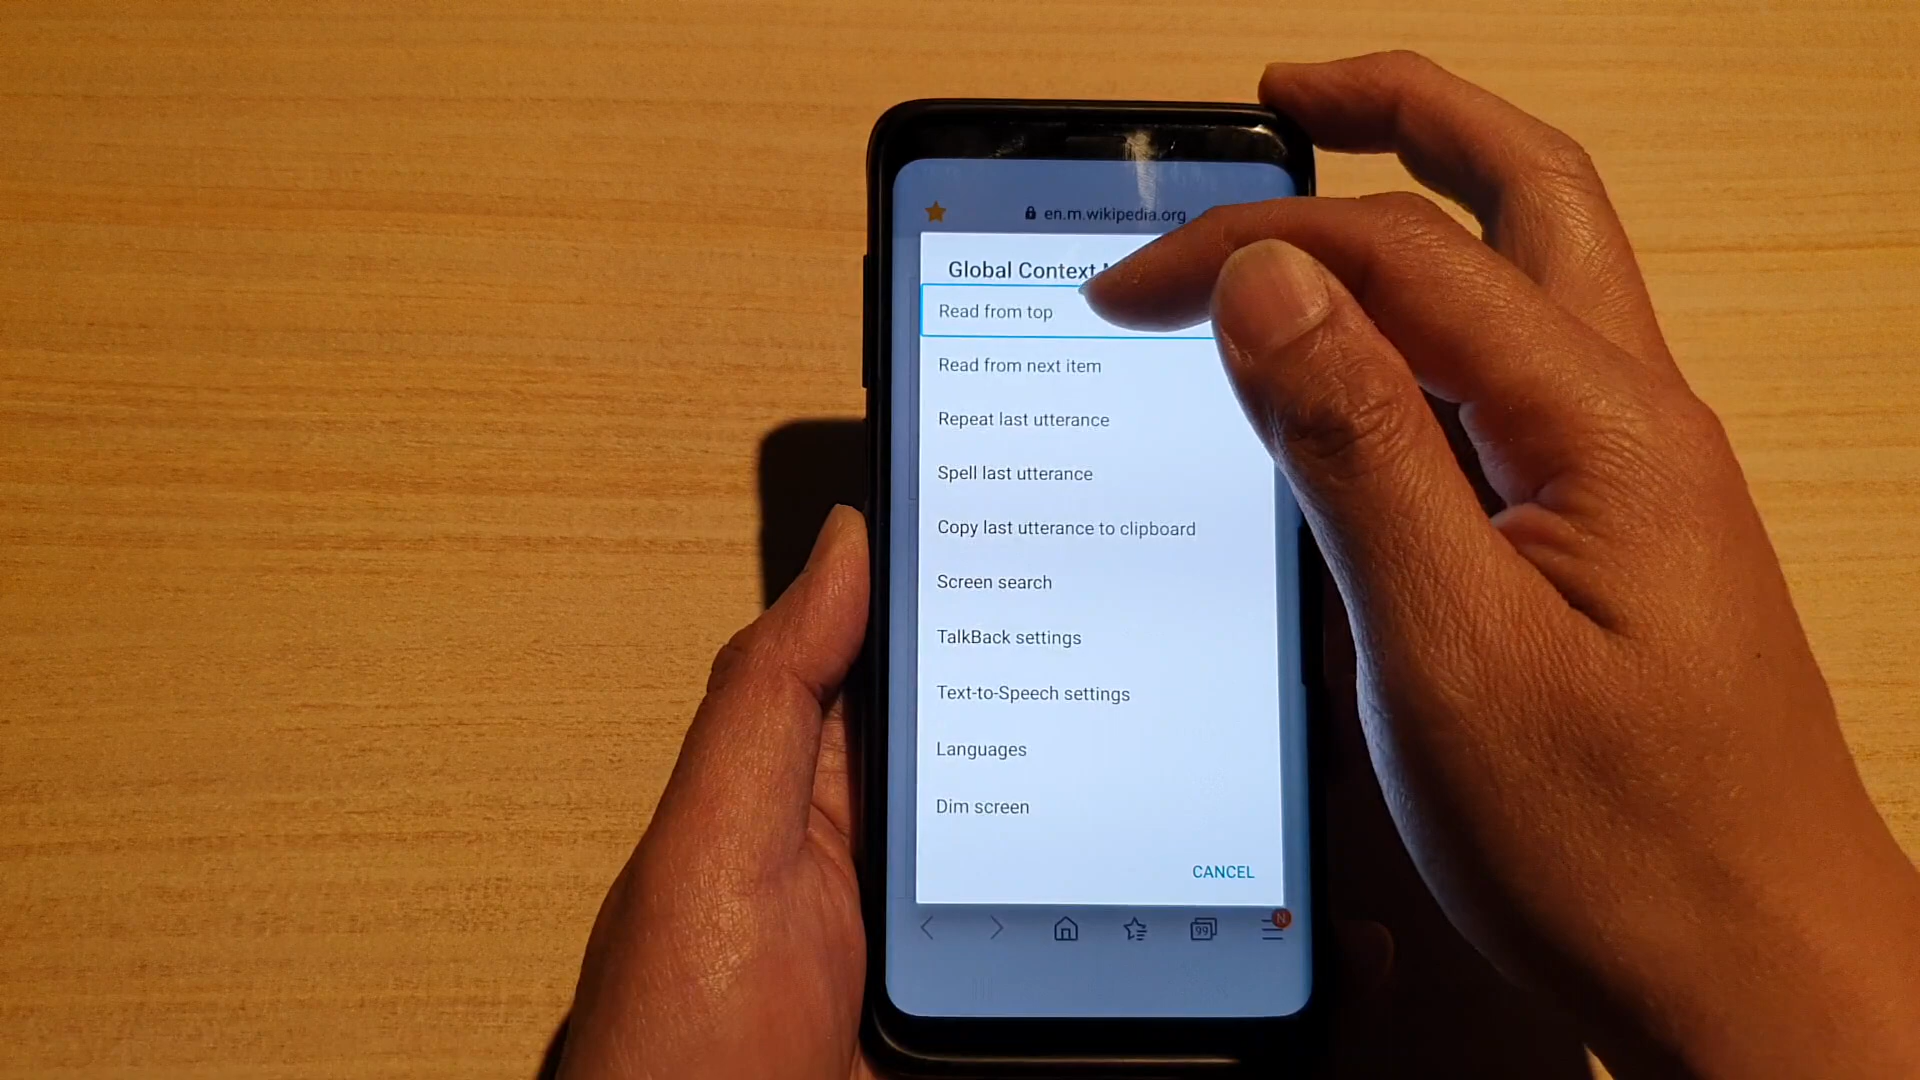 en.m.wikipedia.org
Global Context
Read from top
Read from next item
Repeat last utterance
Spell last utterance
Copy last utterance to clipboard
Screen search
TalkBack settings
Text-to-Speech settings
Languages
Dim screen
CANCEL
99
N